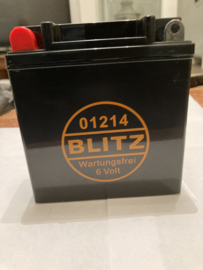 01214
BLITZ
Wartungsfrei
6 Volt